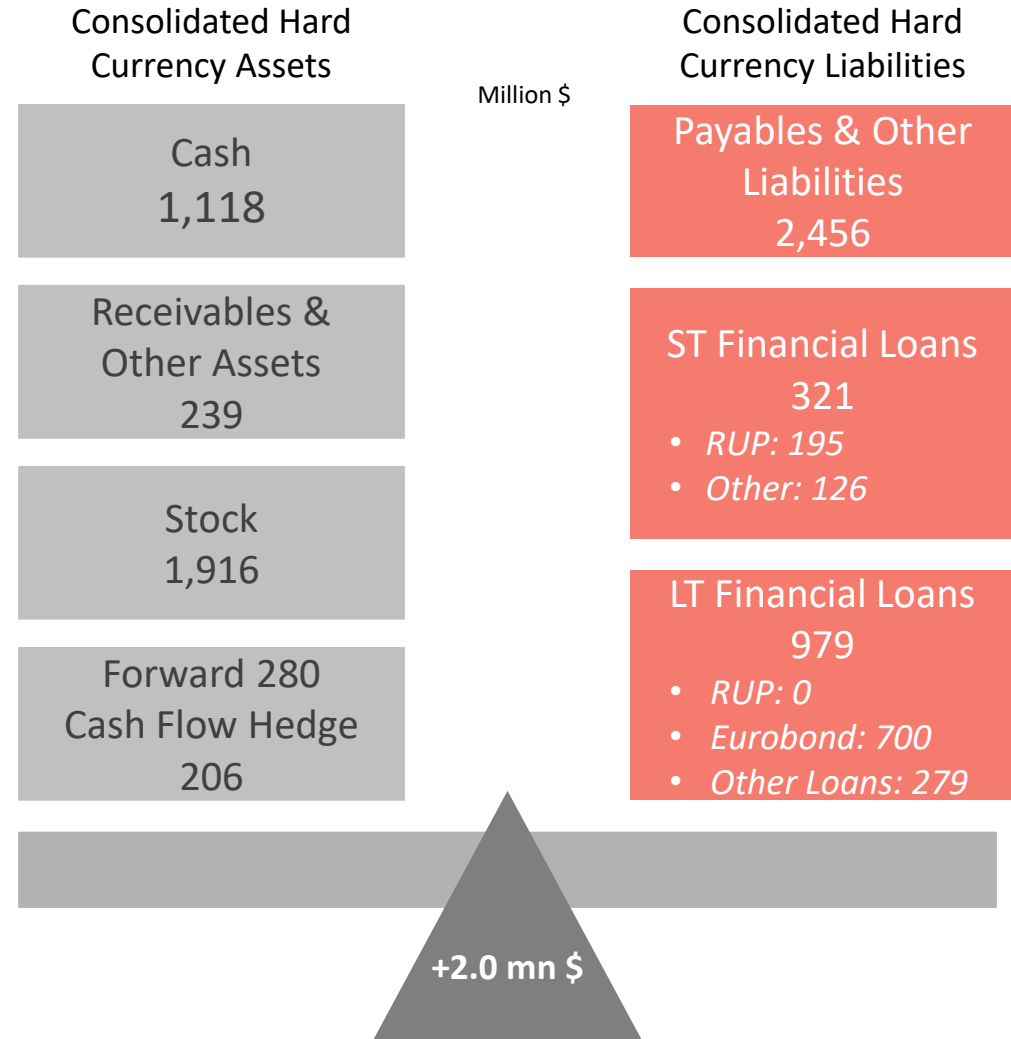 Consolidated Hard
Currency Assets
Cash
1,118
Receivables &
Other Assets
239
Stock
1,916
Forward 280
Cash Flow Hedge
206
Million $
Consolidated Hard
Currency Liabilities
Payables & Other
Liabilities
2,456
ST Financial Loans
321
• RUP: 195
• Other: 126
LT Financial Loans
979
• RUP: 0
• Eurobond: 700
• Other Loans: 279
+2.0 mn $